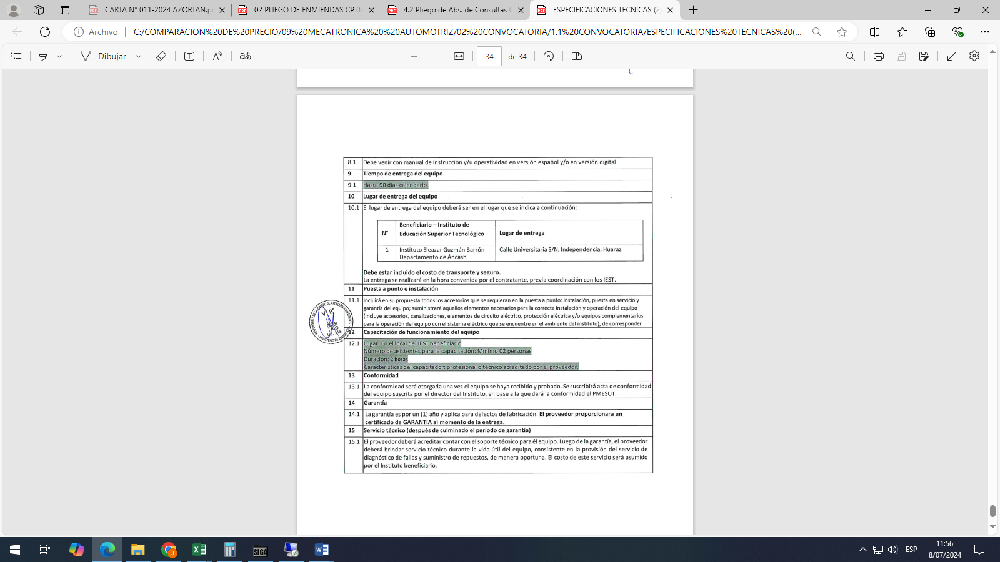 CARTA N° 011-2024 AZORTAN.p
02 PLIEGO DE ENMIENDAS CP 02
4.2 Pliego de Abs. de Consultas C
ESPECIFICACIONES TECNICAS (2)
Archivo
C:/COMPARACION%20DE%20PRECIO/09%20MECATRONICA%20%20AUTOMOTRIZ/02%20CONVOCATORIA/1.1%20CONVOCATORIA/ESPECIFICACIONES%20TECNICAS%20(...
Dibujar
34 de 34
8.1 Debe venir con manual de instrucción y/u operatividad en versión español y/o en versión digital
9 Tiempo de entrega del equipo
9.1 Hasta 90 días calendario
10 Lugar de entrega del equipo
10.1 El lugar de entrega del equipo deberá ser en el lugar que se indica a continuación:
N° Beneficiario – Instituto de Educación Superior Tecnológico Lugar de entrega
1 Instituto Eleazar Guzmán Barrón Departamento de Áncash Calle Universitaria S/N, Independencia, Huaraz
Debe estar incluido el costo de transporte y seguro.
La entrega se realizará en la hora convenida por el contratante, previa coordinación con los IEST.
11 Puesta a punto e instalación
11.1 Incluirá en su propuesta todos los accesorios que se requieran en la puesta a punto: instalación, puesta en servicio y
garantía del equipo; suministrará aquellos elementos necesarios para la correcta instalación y operación del equipo
(incluye accesorios, canalizaciones, elementos de circuito eléctrico, protección eléctrica y/o equipos complementarios
para la operación del equipo con el sistema eléctrico que se encuentre en el ambiente del instituto), de corresponder
V° B°
12 Capacitación de funcionamiento del equipo
12.1 Lugar: En el local del IEST beneficiario
Número de asistentes para la capacitación: Mínimo 02 personas
Duración: 2 horas
Características del capacitador: profesional o técnico acreditado por el proveedor.
13 Conformidad
13.1 La conformidad será otorgada una vez el equipo se haya recibido y probado. Se suscribirá acta de conformidad
del equipo suscrita por el director del Instituto, en base a la que dará la conformidad el PMESUT.
14 Garantía
14.1 La garantía es por un (1) año y aplica para defectos de fabricación. El proveedor proporcionara un
certificado de GARANTIA al momento de la entrega.
15 Servicio técnico (después de culminado el período de garantía)
15.1 El proveedor deberá acreditar contar con el soporte técnico para él equipo. Luego de la garantía, el proveedor
deberá brindar servicio técnico durante la vida útil del equipo, consistente en la provisión del servicio de
diagnóstico de fallas y suministro de repuestos, de manera oportuna. El costo de este servicio será asumido
por el Instituto beneficiario.
SIGA
ESP
11:56
8/07/2024